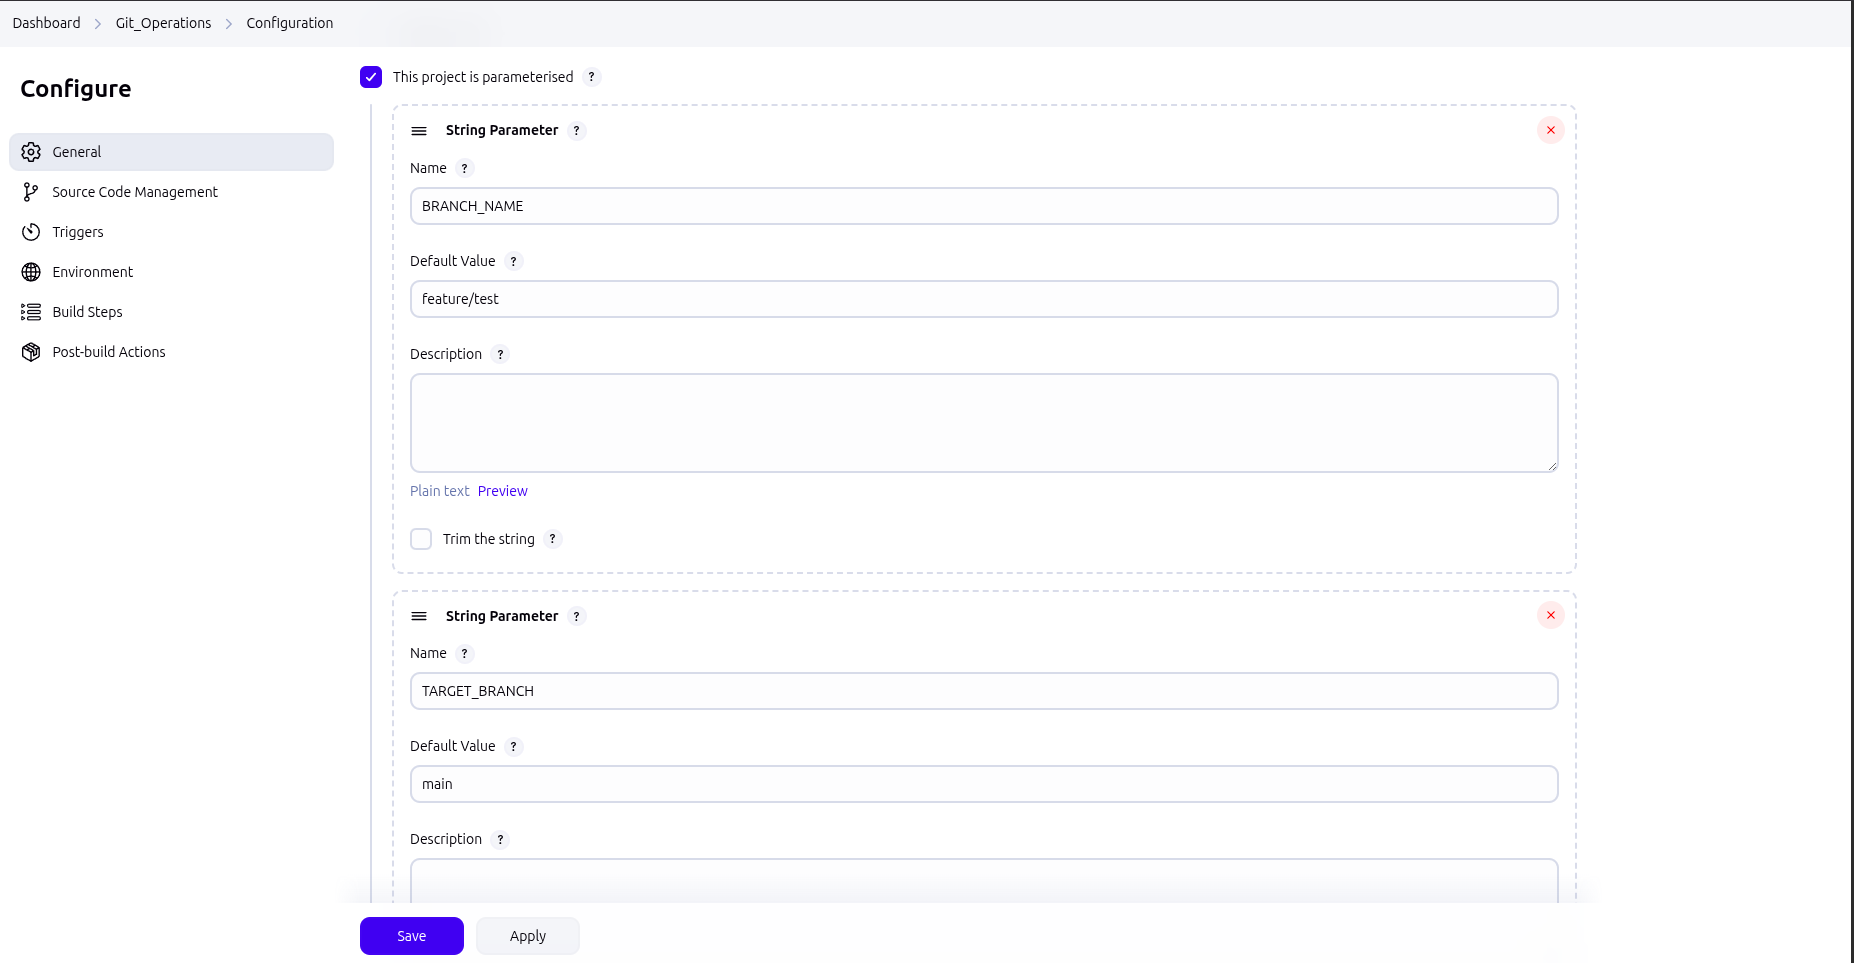 Dashboard > Git_Operations > Configuration
Configure
General
Source Code Management
Triggers
Environment
Build Steps
Post-build Actions
This project is parameterised ?
String Parameter ?
Name ?
BRANCH_NAME
Default Value ?
feature/test
Description ?
Plain text Preview
Trim the string ?
String Parameter ?
Name ?
TARGET_BRANCH
Default Value ?
main
Description ?
Save Apply